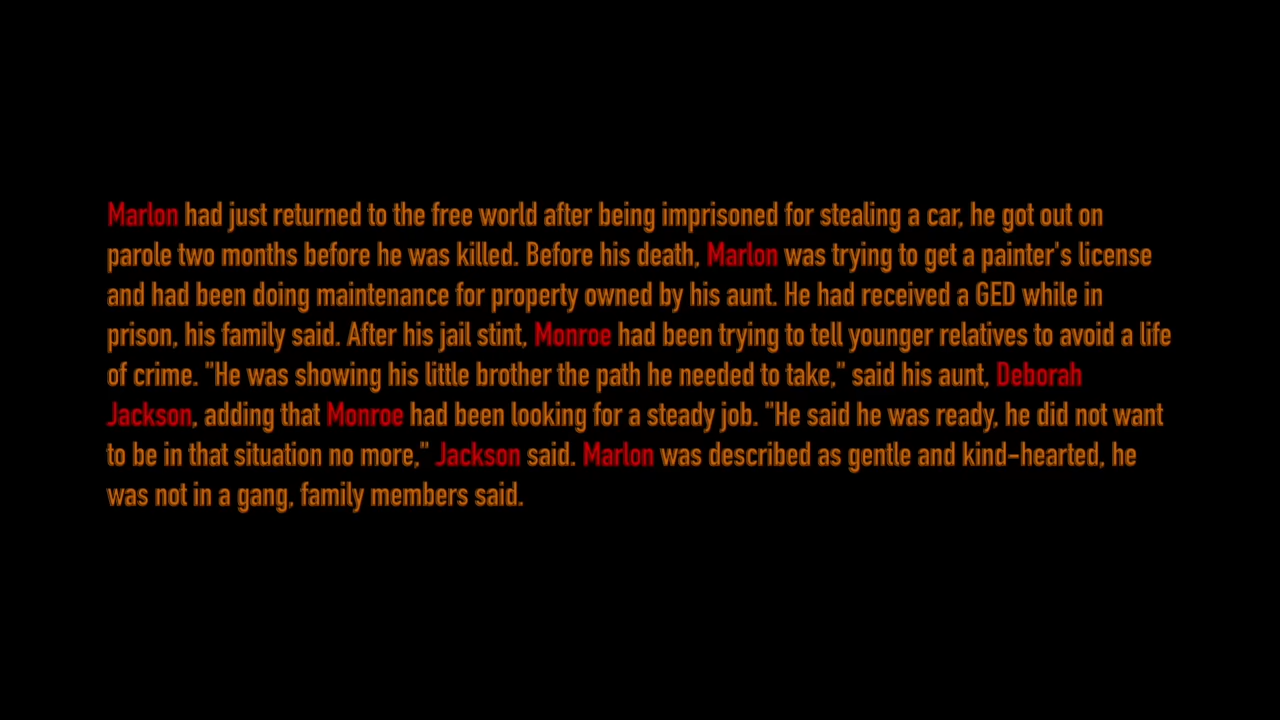 Marlon had just returned to the free world after being imprisoned for stealing a car, he got out on
parole two months before he was killed. Before his death, Marlon was trying to get a painter's license
and had been doing maintenance for property owned by his aunt. He had received a GED while in
prison, his family said. After his jail stint, Monroe had been trying to tell younger relatives to avoid a life
of crime. "He was showing his little brother the path he needed to take," said his aunt, Deborah
Jackson, adding that Monroe had been looking for a steady job. "He said he was ready, he did not want
to be in that situation no more," Jackson said. Marlon was described as gentle and kind-hearted, he
was not in a gang, family members said.